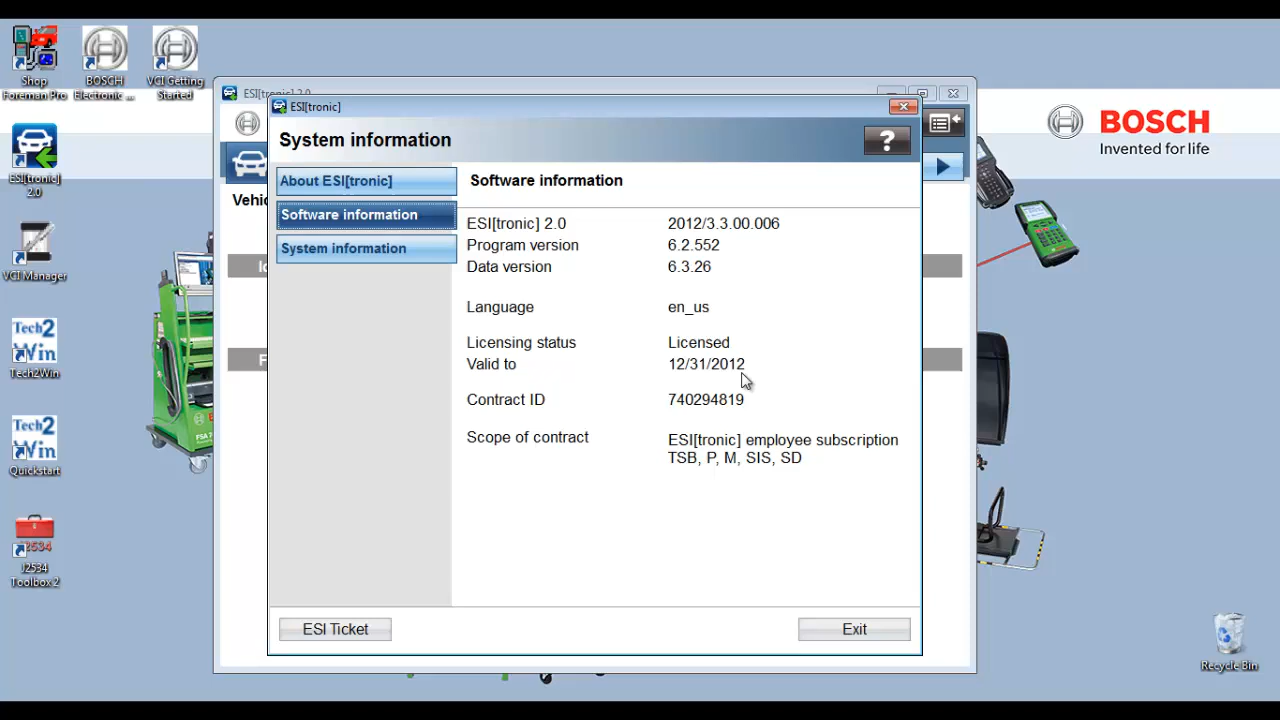 Shop
Foreman Pro
BOSCH
Electronic ...
VCI Getting
Started
ESI[tronic]
2.0
VCI Manager
Tech2
Win
Tech2Win
Tech2
Win
Quickstart
J2534
J2534
Toolbox 2
ESI[tronic] 2.0
Vehic
ESI[tronic]
System information
?
About ESI[tronic]
Software information
System information
Software information
ESI[tronic] 2.0 2012/3.3.00.006
Program version 6.2.552
Data version 6.3.26
Language en_us
Licensing status Licensed
Valid to 12/31/2012
Contract ID 740294819
Scope of contract ESI[tronic] employee subscription
TSB, P, M, SIS, SD
ESI Ticket
Exit
BOSCH
Invented for life
Recycle Bin